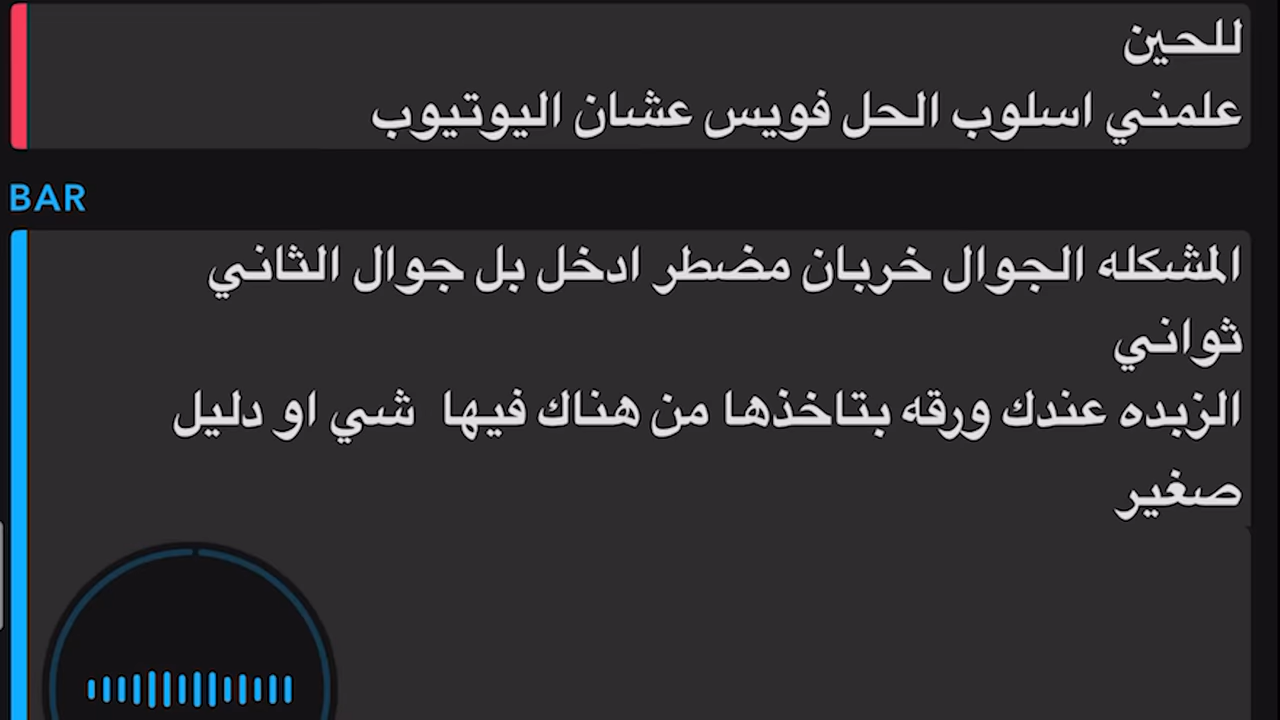 للحين
علمني اسلوب الحل فويس عشان اليوتيوب
BAR
المشكله الجوال خربان مضطر ادخل بل جوال الثاني
ثواني
الزبده عندك ورقه بتاخذها من هناك فيها شي او دليل
صغير